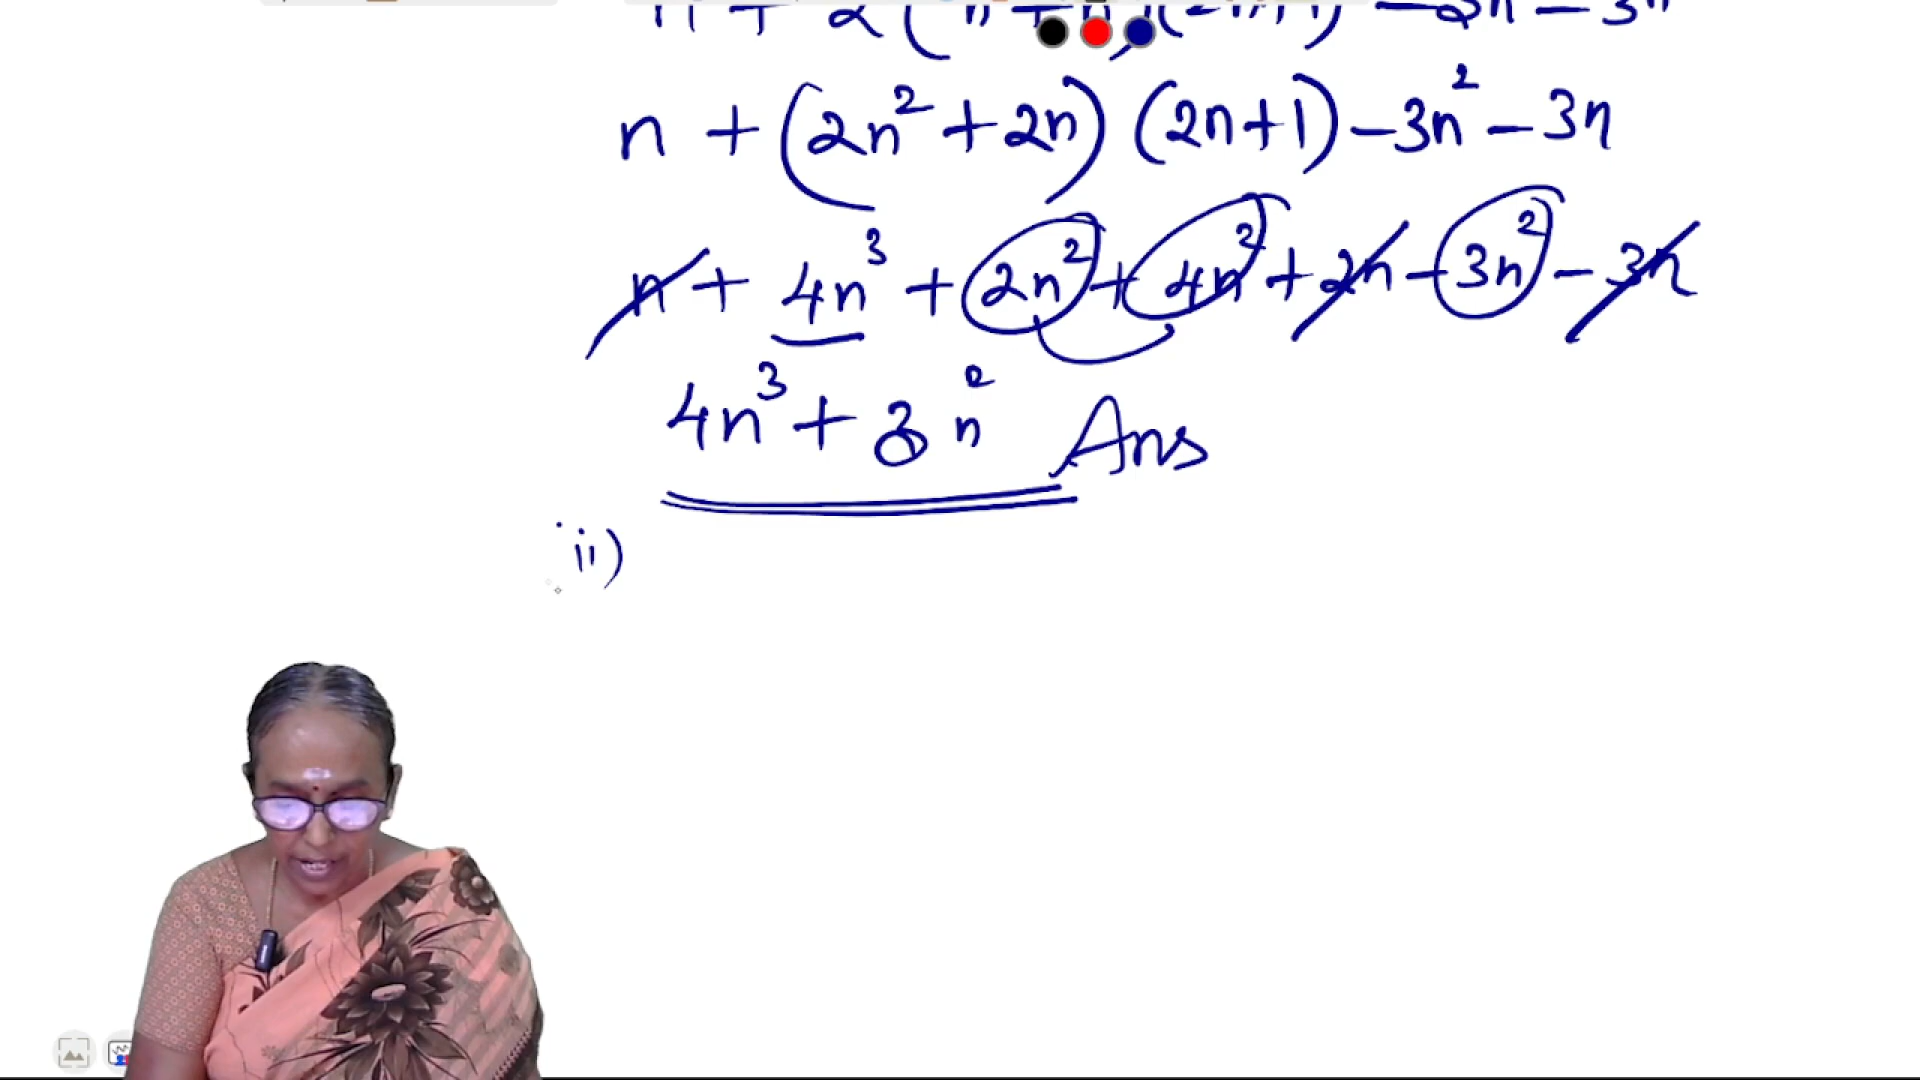 n + (2n² + 2n) (2n+1) – 3n² – 3n
n + 4n³ + 2n² + 4n² + 2n – 3n² – 3n
4n³ + 3n² Ans
ii)